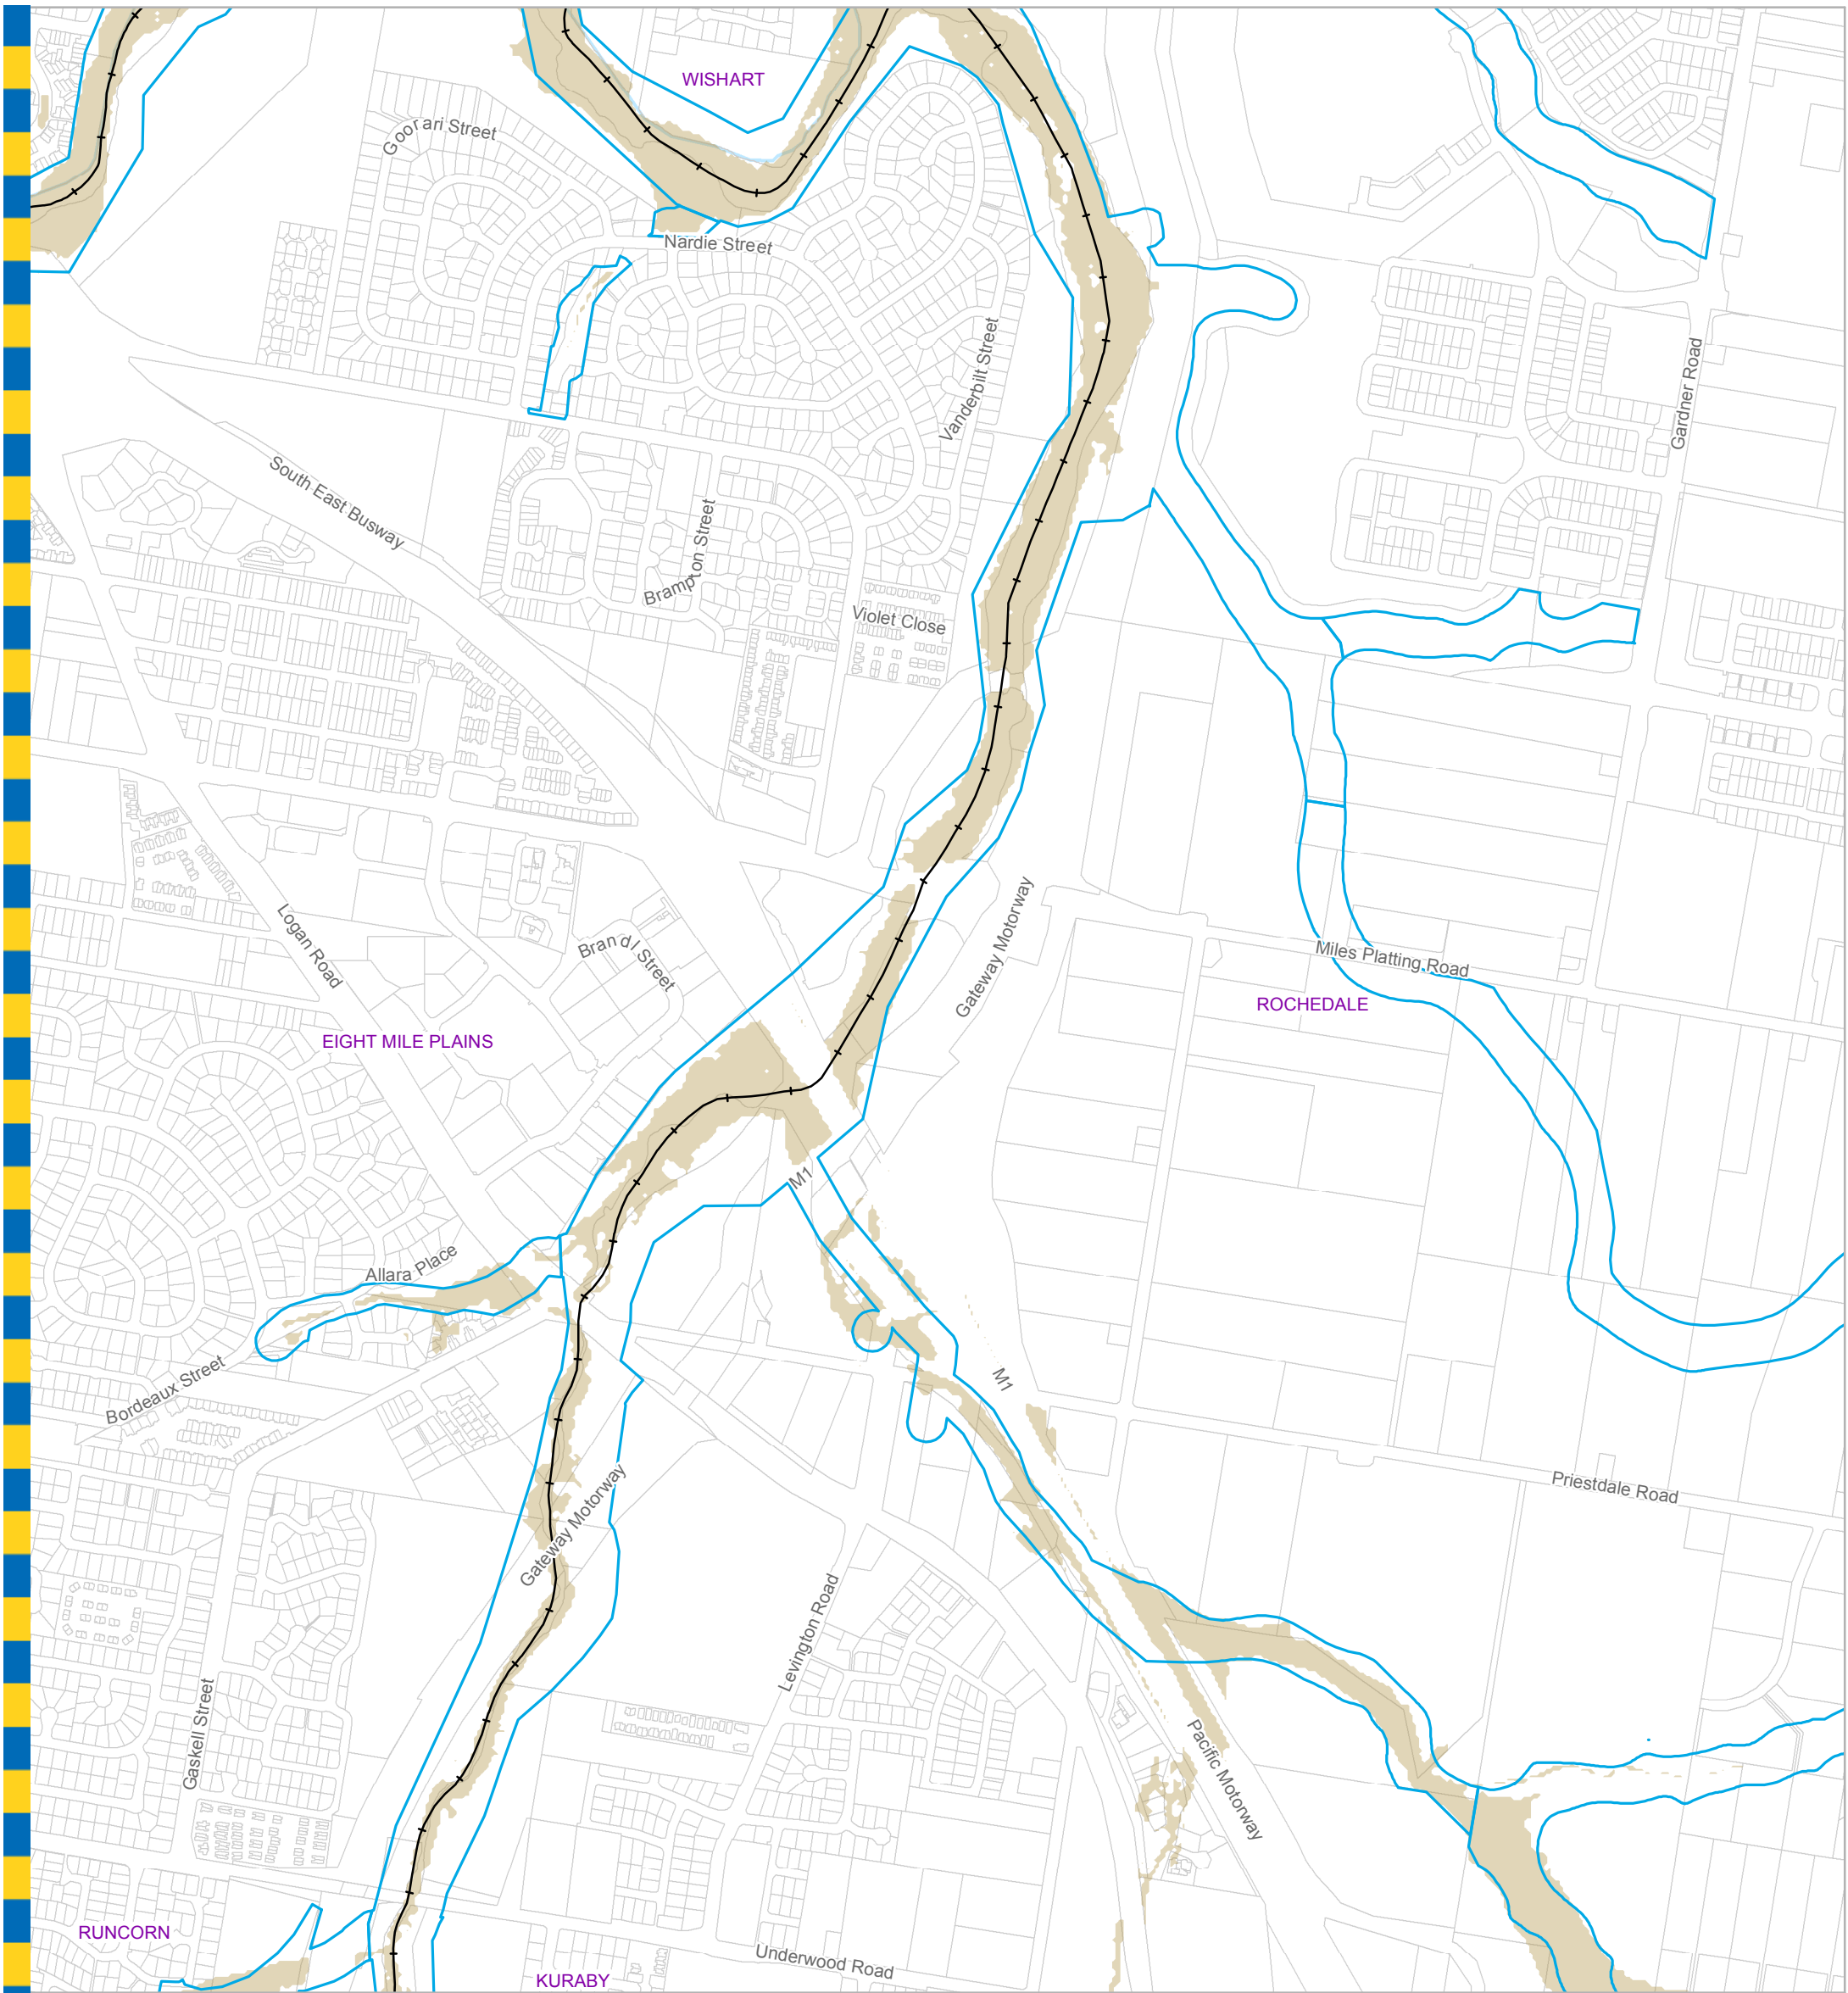 WISHART
Goorari Street
Nardie Street
Vanderbilt Street
Gardner Road
South East Busway
Brampton Street
Violet Close
Logan Road
Brandl Street
Gateway Motorway
Miles Platting Road
ROCHEDALE
EIGHT MILE PLAINS
M1
Allara Place
Bordeaux Street
M1
Priestdale Road
Gateway Motorway
Levington Road
Gaskell Street
Pacific Motorway
RUNCORN
Underwood Road
KURABY